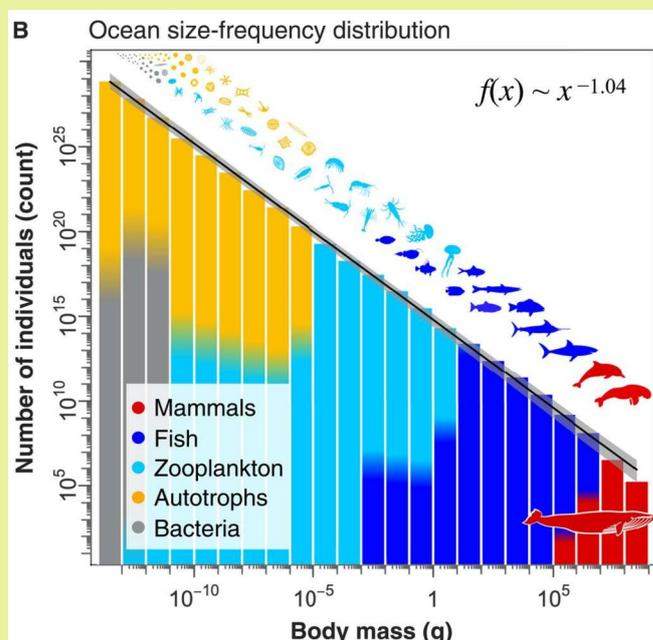 B Ocean size-frequency distribution
f(x) ~ x^-1.04
Number of individuals (count)
10^25
10^20
10^15
10^10
10^5
Mammals
Fish
Zooplankton
Autotrophs
Bacteria
10^-10 10^-5 1 10^5
Body mass (g)